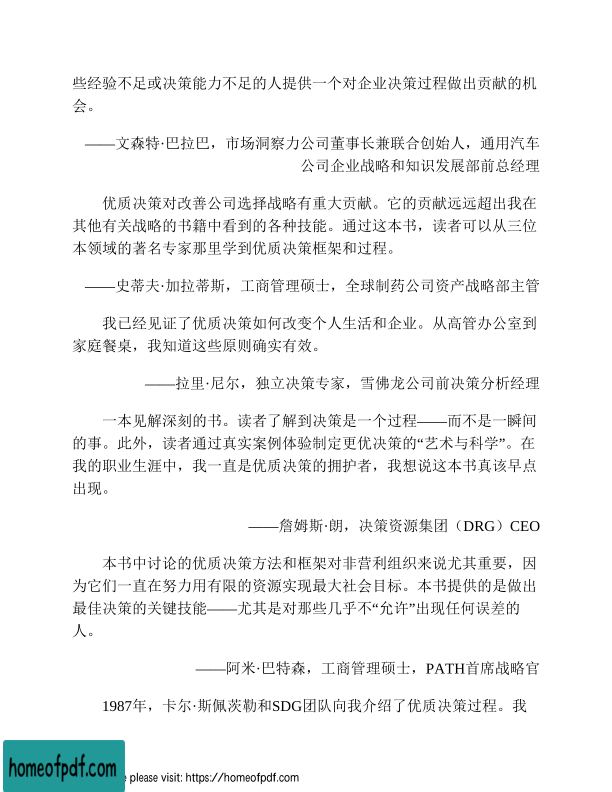 些经验不足或决策能力不足的人提供一个对企业决策过程做出贡献的机
会。
——文森特·巴拉巴，市场洞察力公司董事长兼联合创始人，通用汽车
公司企业战略和知识发展部前总经理
优质决策对改善公司选择战略有重大贡献。它的贡献远远超出我在
其他有关战略的书籍中看到的各种技能。通过这本书，读者可以从三位
本领域的著名专家那里学到优质决策框架和过程。
——史蒂夫·加拉蒂斯，工商管理硕士，全球制药公司资产战略部主管
我已经见证了优质决策如何改变个人生活和企业。从高管办公室到
家庭餐桌，我知道这些原则确实有效。
——拉里·尼尔，独立决策专家，雪佛龙公司前决策分析经理
一本见解深刻的书。读者了解到决策是一个过程——而不是一瞬间
的事。此外，读者通过真实案例体验制定更优决策的“艺术与科学”。在
我的职业生涯中，我一直是优质决策的拥护者，我想说这本书真该早点
出现。
——詹姆斯·朗，决策资源集团（DRG）CEO
本书中讨论的优质决策方法和框架对非营利组织来说尤其重要，因
为它们一直在努力用有限的资源实现最大社会目标。本书提供的是做出
最佳决策的关键技能——尤其是对那些几乎不“允许”出现任何误差的
人。
——阿米·巴特森，工商管理硕士，PATH首席战略官
1987年，卡尔·斯佩茨勒和SDG团队向我介绍了优质决策过程。我
homeofpdf.com
please visit: https://homeofpdf.com